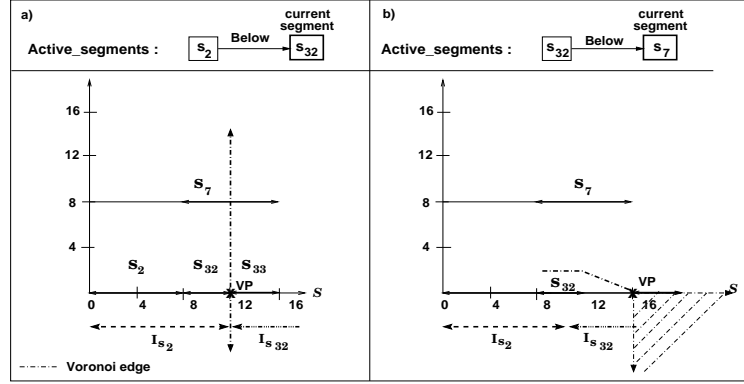 a)
current
segment
Active_segments : s2 Below s32
16
12
8
4
s7
s2 s32 s33
VP
0 4 8 12 16 S
Is2 Is32
Voronoi edge
b)
current
segment
Active_segments : s32 Below s7
16
12
8
4
s7
s32
VP
0 4 8 12 16 S
Is2 Is32